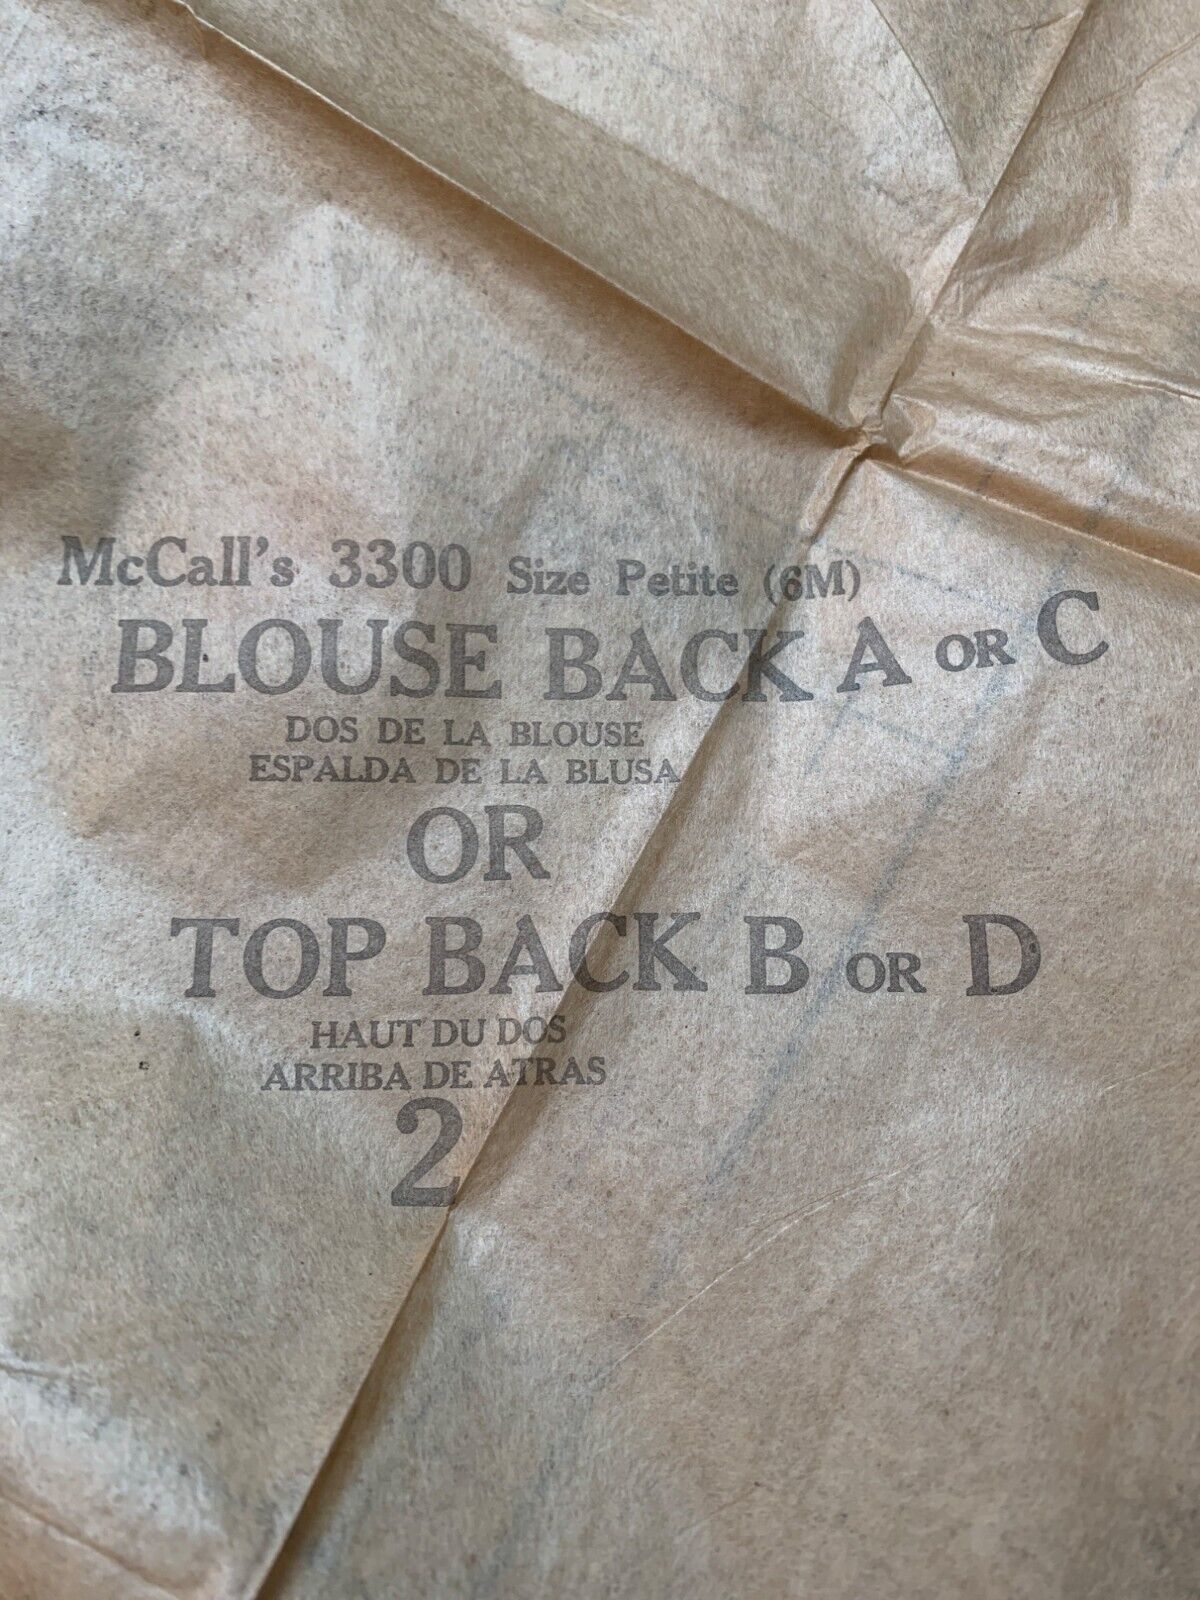 McCall's 3300 Size Petite (6M)
BLOUSE BACK A OR C
DOS DE LA BLOUSE
ESPALDA DE LA BLUSA
OR
TOP BACK B OR D
HAUT DU DOS
ARRIBA DE ATRAS
2